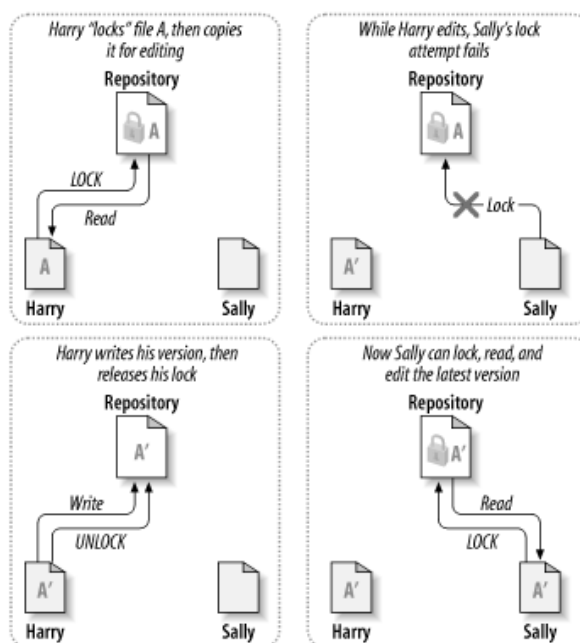 Harry “locks” file A, then copies
it for editing
Repository
A
LOCK
Read
A
Harry
Sally
While Harry edits, Sally’s lock
attempt fails
Repository
A
Lock
A′
Harry
Sally
Harry writes his version, then
releases his lock
Repository
A′
Write
UNLOCK
A′
Harry
Sally
Now Sally can lock, read, and
edit the latest version
Repository
A′
Read
LOCK
A′
A′
Harry
Sally